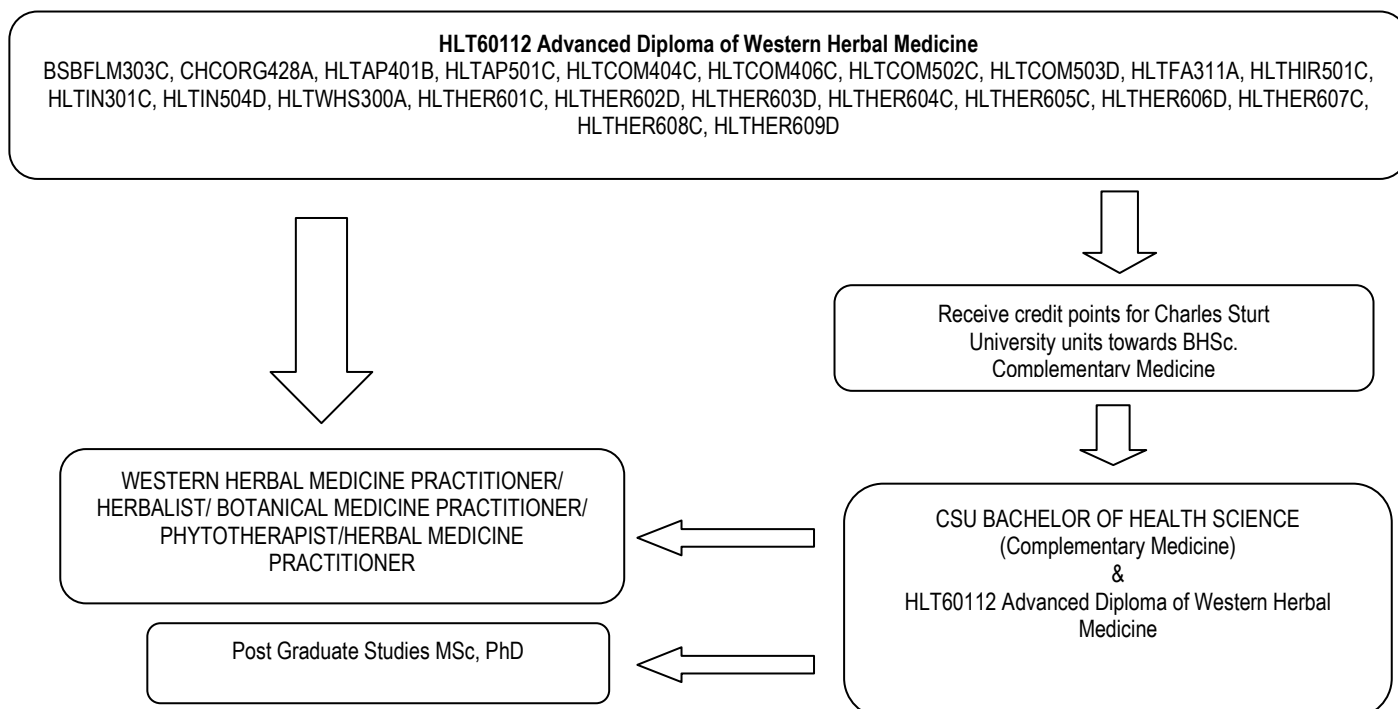 HLT60112 Advanced Diploma of Western Herbal Medicine
BSBFLM303C, CHCORG428A, HLTAP401B, HLTAP501C, HLTCOM404C, HLTCOM406C, HLTCOM502C, HLTCOM503D, HLTFA311A, HLTHIR501C,
HLTIN301C, HLTIN504D, HLTWHS300A, HLTHER601C, HLTHER602D, HLTHER603D, HLTHER604C, HLTHER605C, HLTHER606D, HLTHER607C,
HLTHER608C, HLTHER609D
Receive credit points for Charles Sturt
University units towards BHSc.
Complementary Medicine
WESTERN HERBAL MEDICINE PRACTITIONER/
HERBALIST/ BOTANICAL MEDICINE PRACTITIONER/
PHYTOTHERAPIST/HERBAL MEDICINE
PRACTITIONER
CSU BACHELOR OF HEALTH SCIENCE
(Complementary Medicine)
&
HLT60112 Advanced Diploma of Western Herbal
Medicine
Post Graduate Studies MSc, PhD